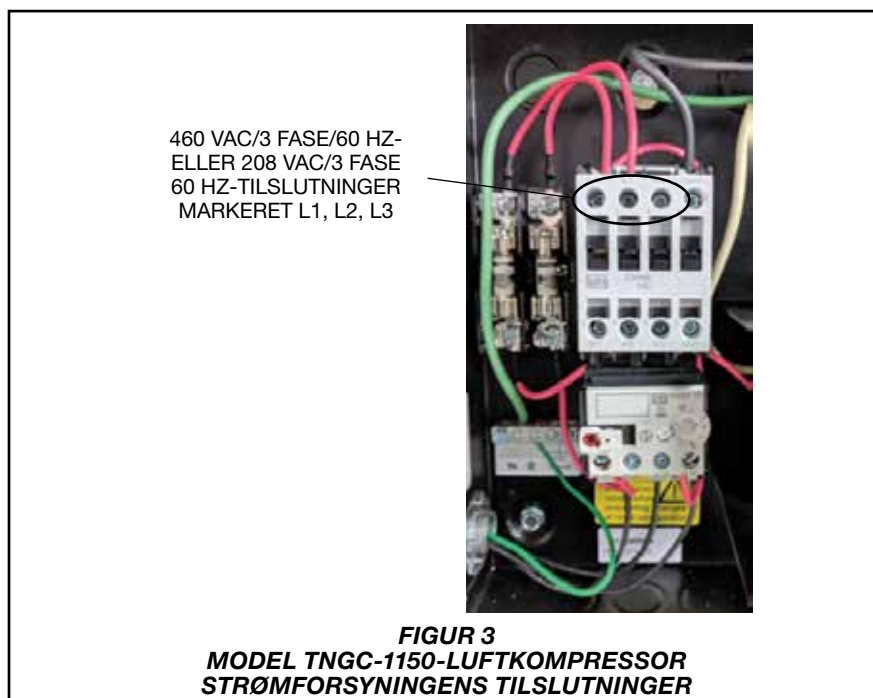 460 VAC/3 FASE/60 HZ-
ELLER 208 VAC/3 FASE
60 HZ-TILSLUTNINGER
MARKERET L1, L2, L3
FIGUR 3
MODEL TNGC-1150-LUFTKOMPRESSOR
STRØMFORSYNINGENS TILSLUTNINGER